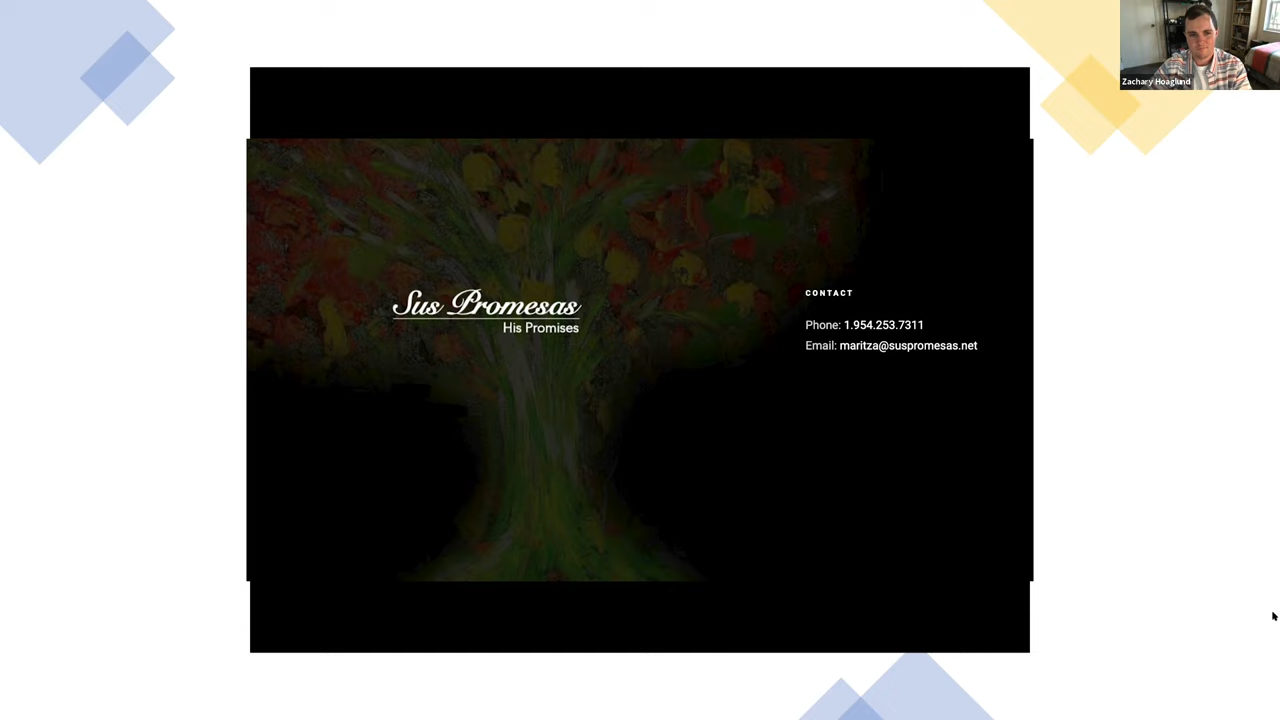 Zachary Hoaglund
Sus Promesas
His Promises
CONTACT
Phone: 1.954.253.7311
Email: maritza@suspromesas.net